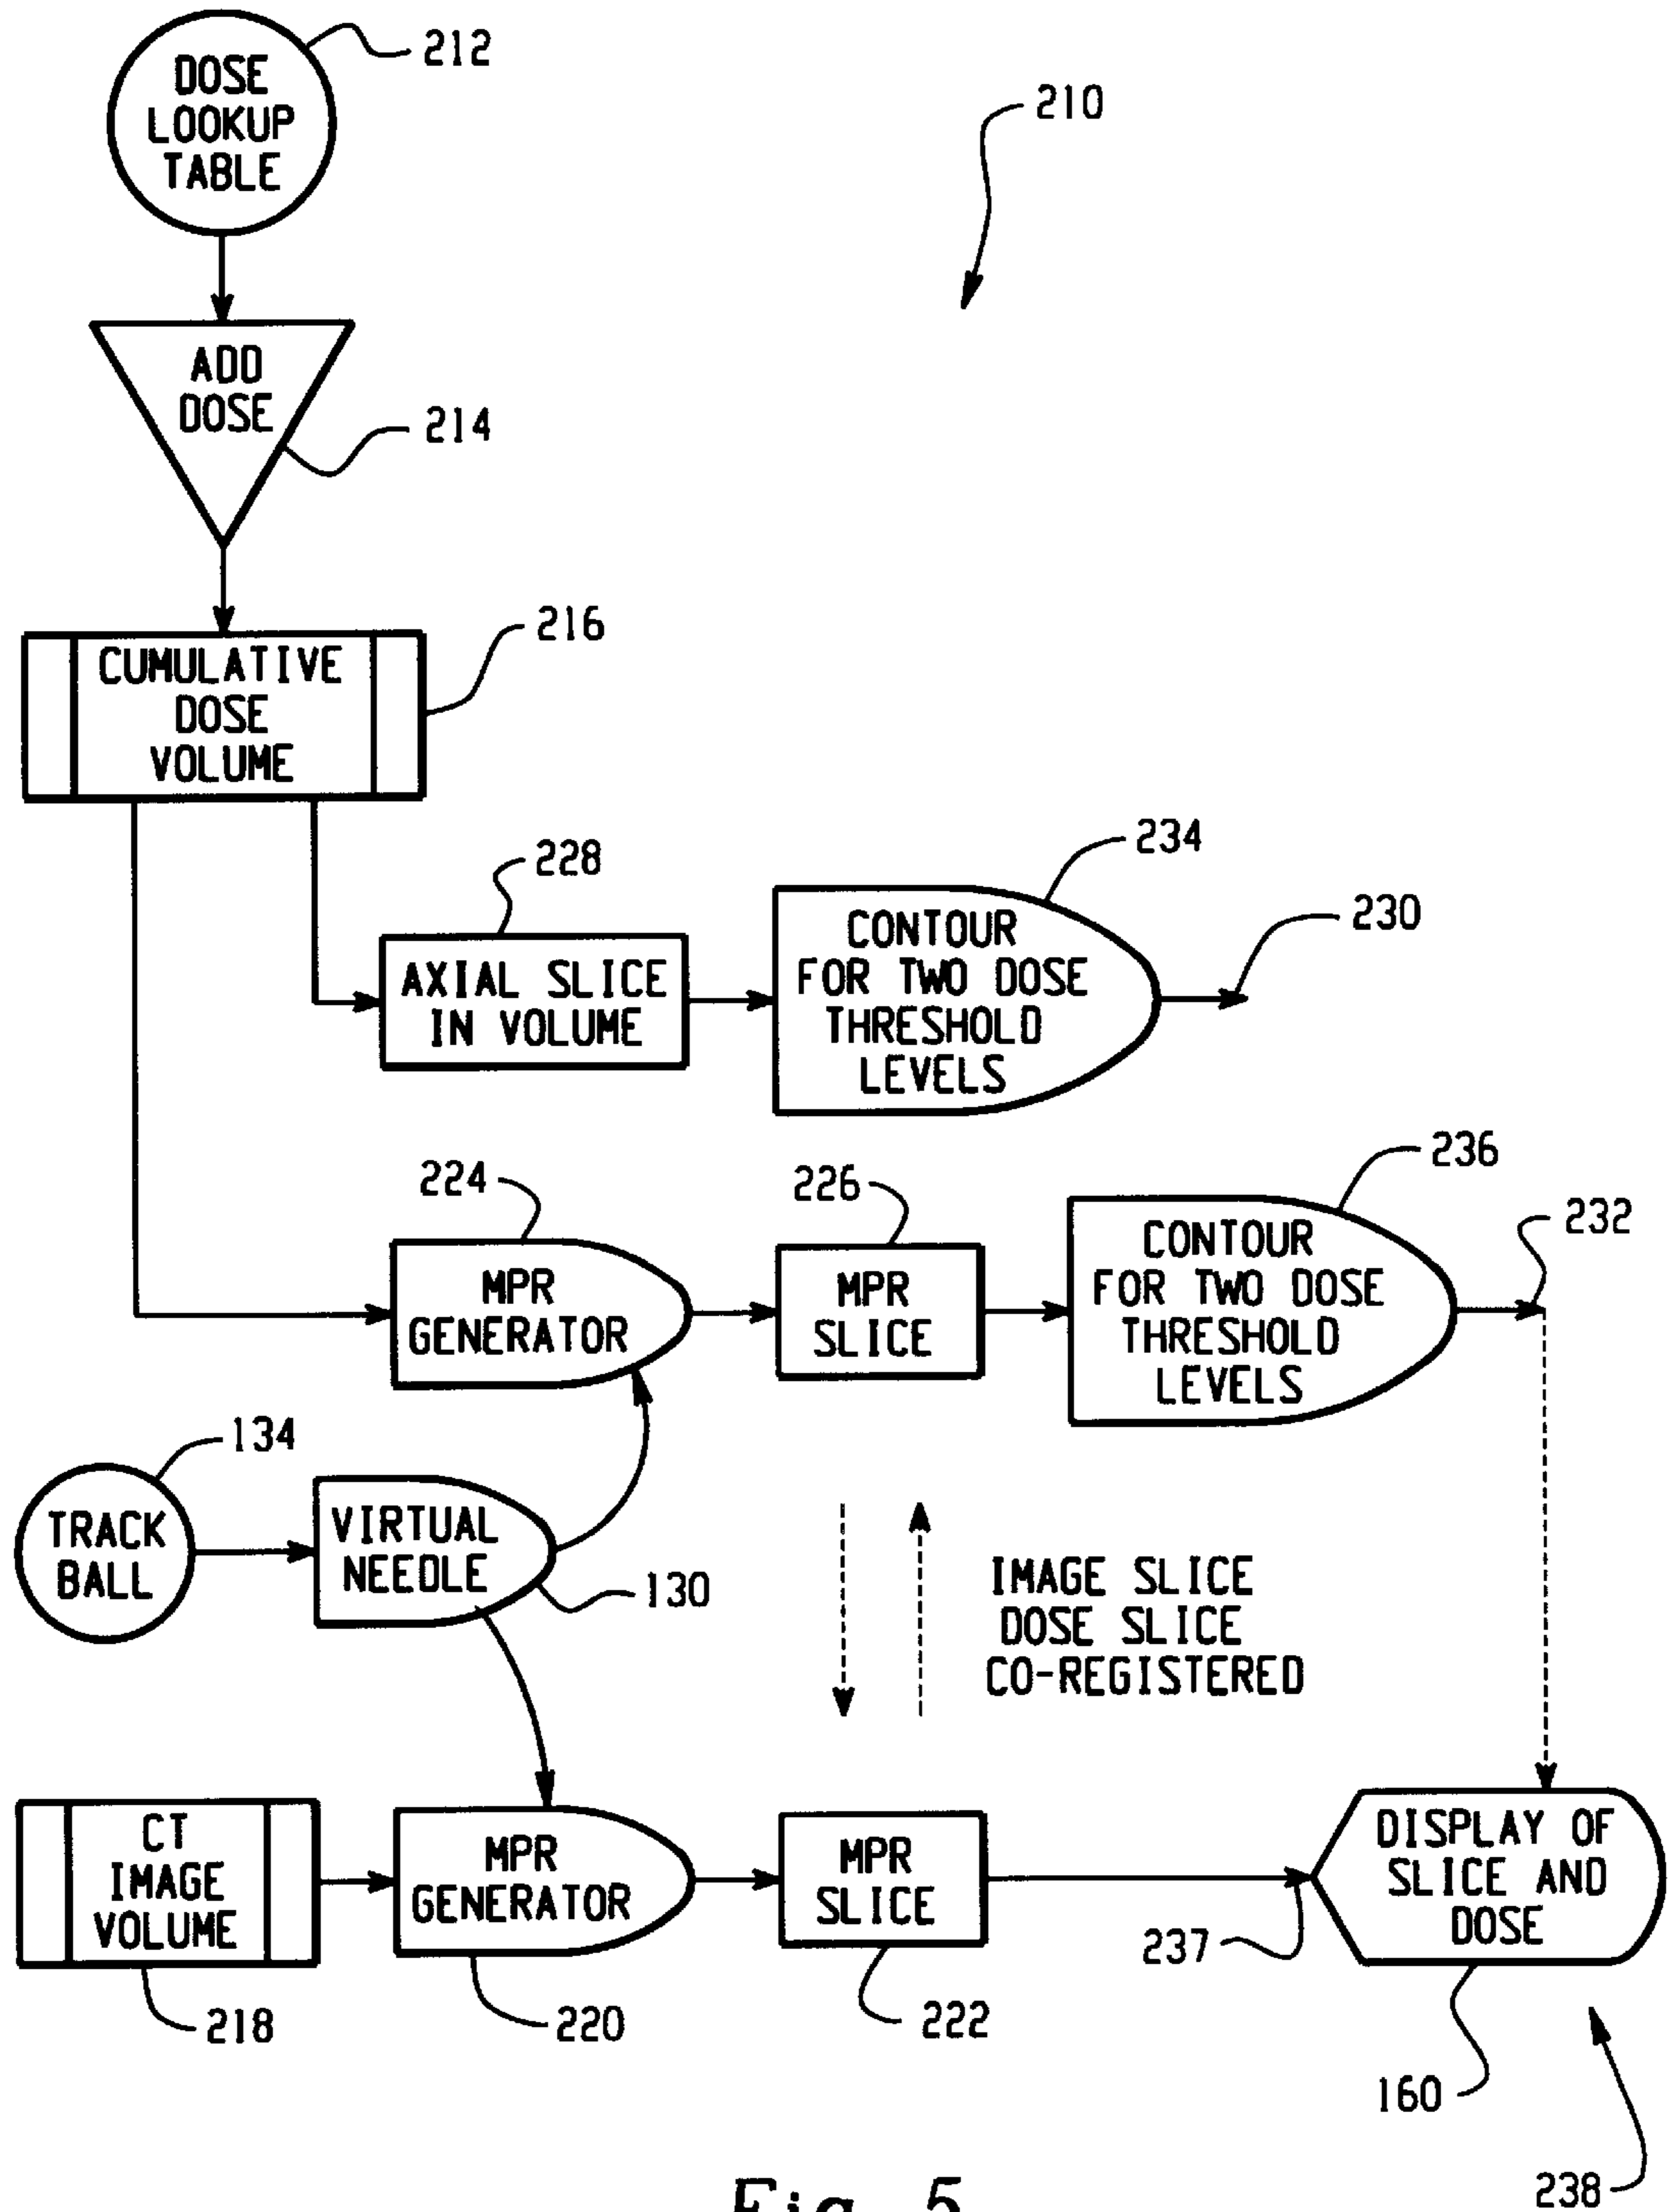 212
DOSE
LOOKUP
TABLE
210
ADD
DOSE
214
216
CUMULATIVE
DOSE
VOLUME
228
AXIAL SLICE
IN VOLUME
234
CONTOUR
FOR TWO DOSE
THRESHOLD
LEVELS
230
224
MPR
GENERATOR
226
MPR
SLICE
236
CONTOUR
FOR TWO DOSE
THRESHOLD
LEVELS
232
134
TRACK
BALL
VIRTUAL
NEEDLE
130
IMAGE SLICE
DOSE SLICE
CO-REGISTERED
CT
IMAGE
VOLUME
218
MPR
GENERATOR
220
MPR
SLICE
222
237
DISPLAY OF
SLICE AND
DOSE
160
238
Fig. 5